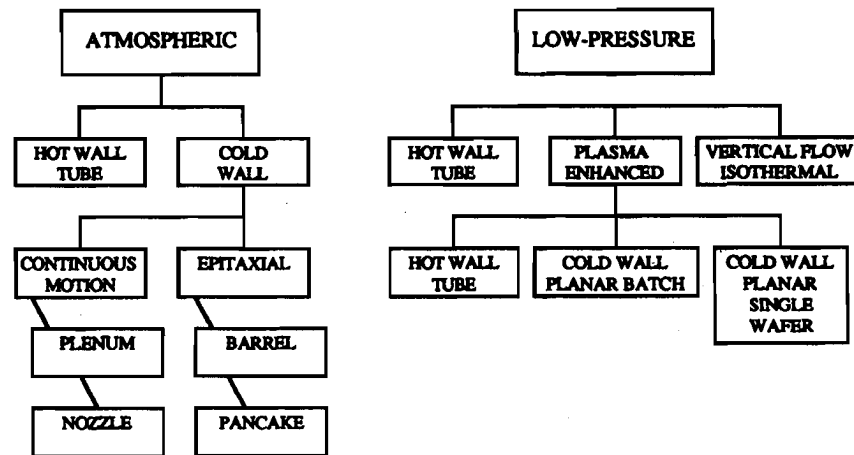 ATMOSPHERIC
LOW-PRESSURE
HOT WALL
TUBE
COLD
WALL
HOT WALL
TUBE
PLASMA
ENHANCED
VERTICAL FLOW
ISOTHERMAL
CONTINUOUS
MOTION
EPITAXIAL
HOT WALL
TUBE
COLD WALL
PLANAR BATCH
COLD WALL
PLANAR
SINGLE
WAFER
PLENUM
BARREL
NOZZLE
PANCAKE